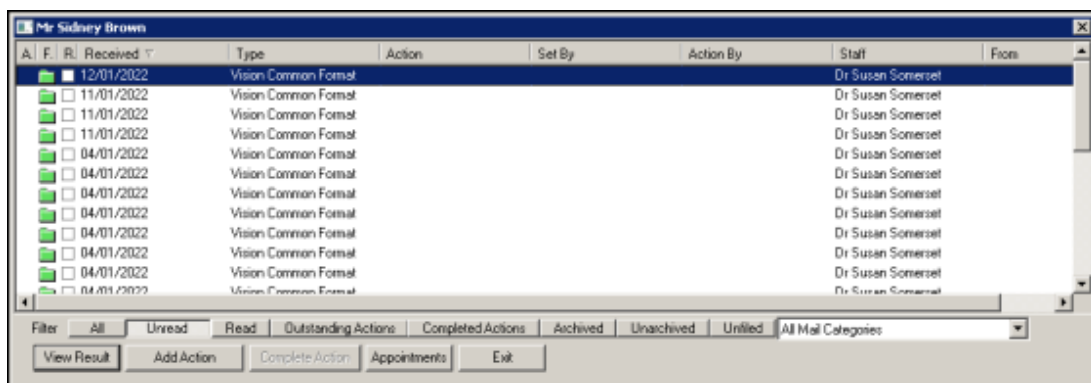 Mr Sidney Brown
A. F. R. Received Type Action Set By Action By Staff From
12/01/2022 Vision Common Format Dr Susan Somerset
11/01/2022 Vision Common Format Dr Susan Somerset
11/01/2022 Vision Common Format Dr Susan Somerset
11/01/2022 Vision Common Format Dr Susan Somerset
04/01/2022 Vision Common Format Dr Susan Somerset
04/01/2022 Vision Common Format Dr Susan Somerset
04/01/2022 Vision Common Format Dr Susan Somerset
04/01/2022 Vision Common Format Dr Susan Somerset
04/01/2022 Vision Common Format Dr Susan Somerset
04/01/2022 Vision Common Format Dr Susan Somerset
04/01/2022 Vision Common Format Dr Susan Somerset
04/01/2022 Vision Common Format Dr Susan Somerset
Filter All Unread Read Outstanding Actions Completed Actions Archived Unarchived Unfiled All Mail Categories
View Result Add Action Complete Action Appointments Exit